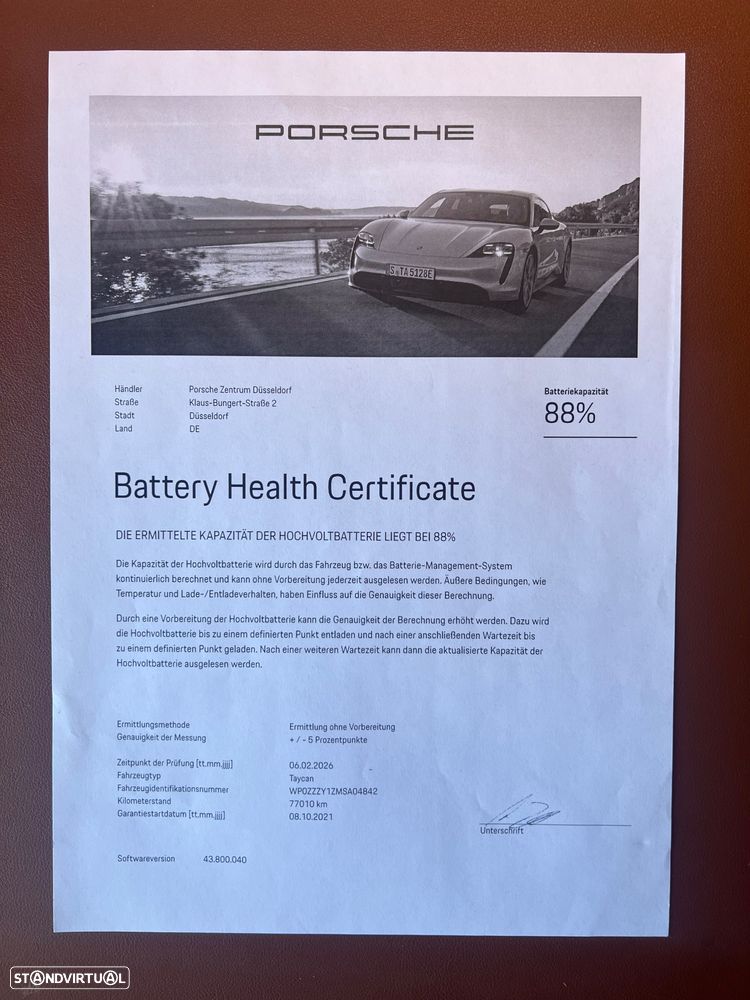 PORSCHE
S TA 5128E
Händler Porsche Zentrum Düsseldorf
Straße Klaus-Bungert-Straße 2
Stadt Düsseldorf
Land DE
Batteriekapazität
88%
Battery Health Certificate
DIE ERMITTELTE KAPAZITÄT DER HOCHVOLTBATTERIE LIEGT BEI 88%
Die Kapazität der Hochvoltbatterie wird durch das Fahrzeug bzw. das Batterie-Management-System
kontinuierlich berechnet und kann ohne Vorbereitung jederzeit ausgelesen werden. Äußere Bedingungen, wie
Temperatur und Lade-/Entladeverhalten, haben Einfluss auf die Genauigkeit dieser Berechnung.
Durch eine Vorbereitung der Hochvoltbatterie kann die Genauigkeit der Berechnung erhöht werden. Dazu wird
die Hochvoltbatterie bis zu einem definierten Punkt entladen und nach einer anschließenden Wartezeit bis
zu einem definierten Punkt geladen. Nach einer weiteren Wartezeit kann dann die aktualisierte Kapazität der
Hochvoltbatterie ausgelesen werden.
Ermittlungsmethode Ermittlung ohne Vorbereitung
Genauigkeit der Messung + / - 5 Prozentpunkte
Zeitpunkt der Prüfung [tt.mm.jjjj] 06.02.2026
Fahrzeugtyp Taycan
Fahrzeugidentifikationsnummer WP0ZZZY1ZMSA04842
Kilometerstand 77010 km
Garantiestartdatum [tt.mm.jjjj] 08.10.2021
Unterschrift
Softwareversion 43.800.040
STANDVIRTUAL